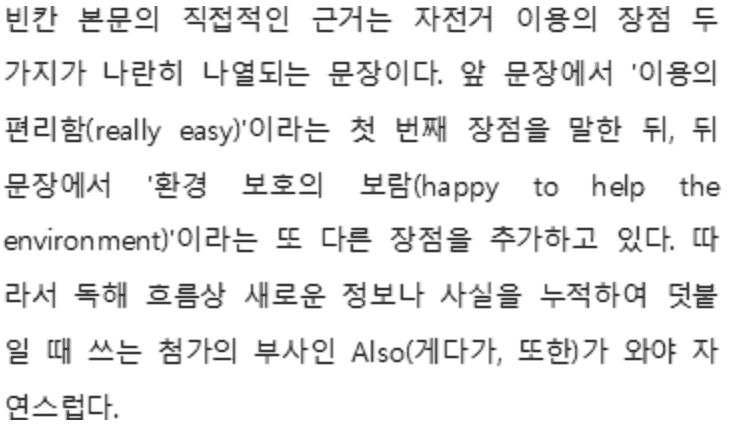 빈칸 본문의 직접적인 근거는 자전거 이용의 장점 두
가지가 나란히 나열되는 문장이다. 앞 문장에서 '이용의
편리함(really easy)'이라는 첫 번째 장점을 말한 뒤, 뒤
문장에서 '환경 보호의 보람(happy to help the
environment)'이라는 또 다른 장점을 추가하고 있다. 따
라서 독해 흐름상 새로운 정보나 사실을 누적하여 덧붙
일 때 쓰는 첨가의 부사인 Also(게다가, 또한)가 와야 자
연스럽다.